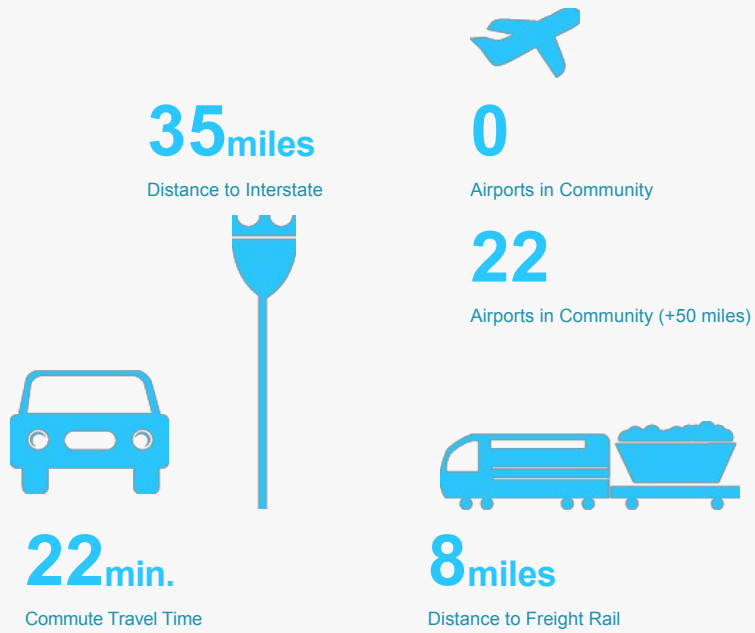 35miles
Distance to Interstate
0
Airports in Community
22
Airports in Community (+50 miles)
22min.
Commute Travel Time
8miles
Distance to Freight Rail